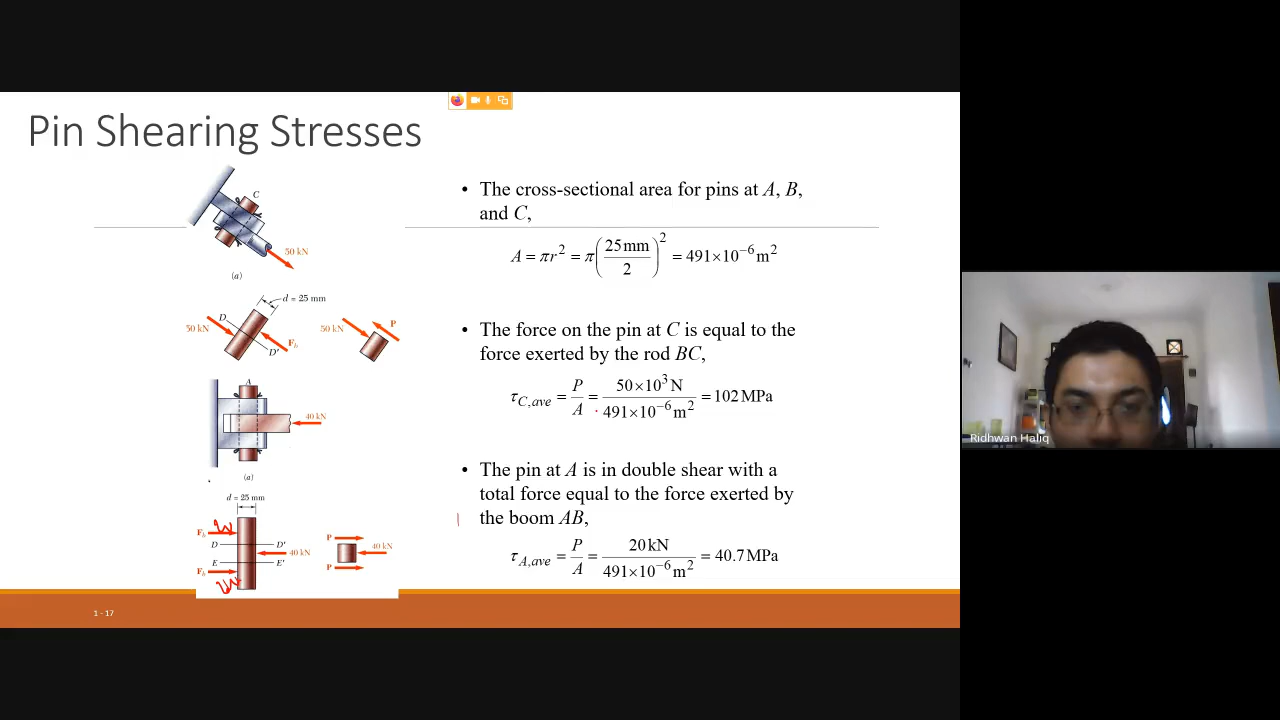 Pin Shearing Stresses
C
50 kN
(a)
d = 25 mm
D
50 kN
F_b
D'
50 kN
P
A
40 kN
(a)
d = 25 mm
F_b
D
D'
40 kN
E
E'
F_b
P
40 kN
P
• The cross-sectional area for pins at A, B,
and C,
A = πr² = π(25 mm / 2)² = 491×10⁻⁶ m²
• The force on the pin at C is equal to the
force exerted by the rod BC,
τ_C,ave = P/A = 50×10³ N / 491×10⁻⁶ m² = 102 MPa
• The pin at A is in double shear with a
total force equal to the force exerted by
the boom AB,
τ_A,ave = P/A = 20 kN / 491×10⁻⁶ m² = 40.7 MPa
1 - 17
Ridhwan Haliq